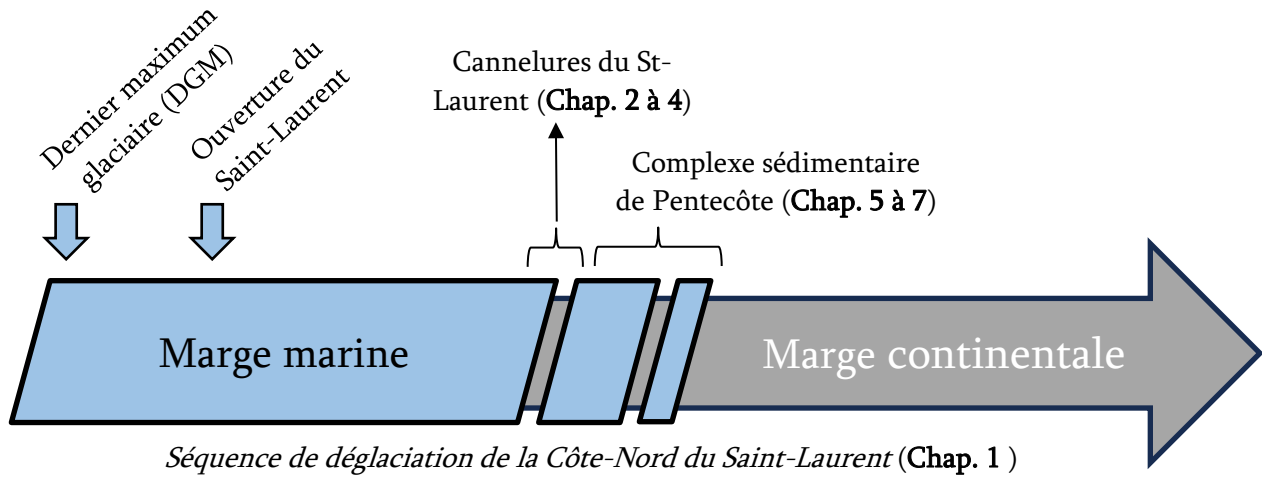 Dernier maximum
glaciaire (DGM)
Ouverture du
Saint-Laurent
Cannelures du St-
Laurent (Chap. 2 à 4)
Complexe sédimentaire
de Pentecôte (Chap. 5 à 7)
Marge marine
Marge continentale
Séquence de déglaciation de la Côte-Nord du Saint-Laurent (Chap. 1 )